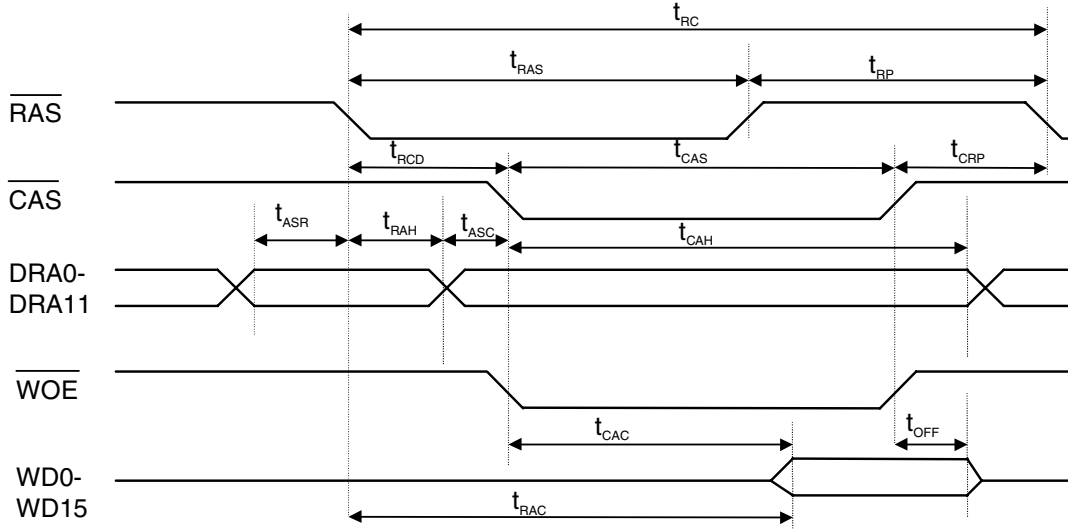 tRC
tRAS
tRP
RAS
tRCD
tCAS
tCRP
CAS
tASR
tRAH
tASC
tCAH
DRA0-
DRA11
WOE
tCAC
tOFF
WD0-
WD15
tRAC